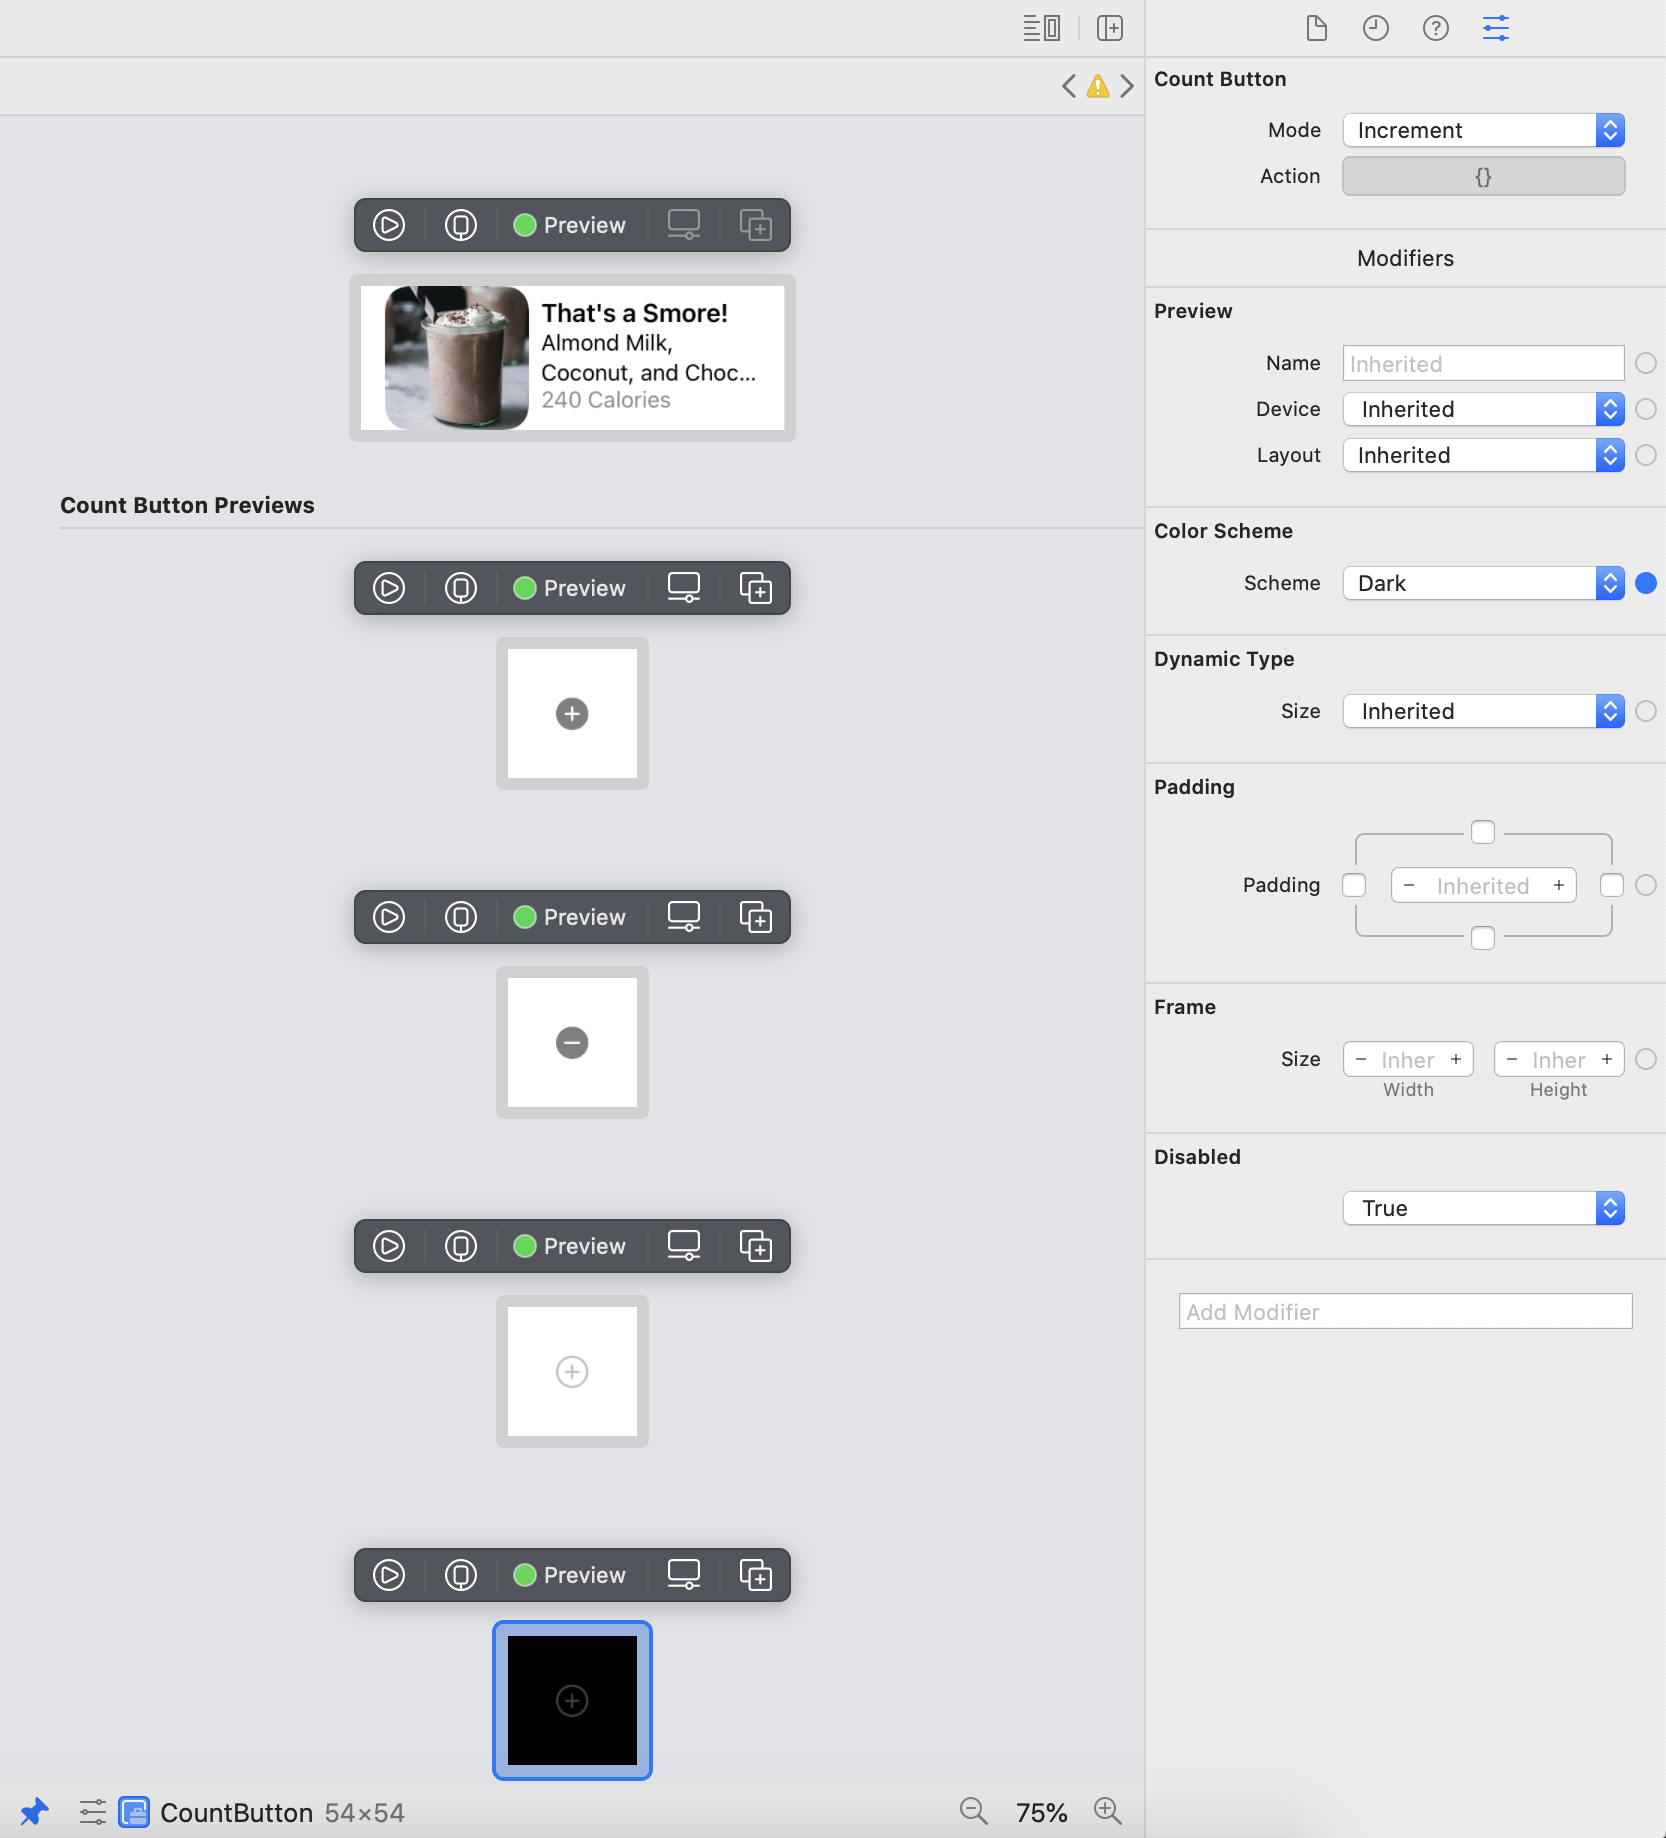 Preview
That's a Smore!
Almond Milk,
Coconut, and Choc...
240 Calories
Count Button Previews
Preview
Preview
Preview
Preview
CountButton 54×54
75%
Count Button
Mode Increment
Action {}
Modifiers
Preview
Name Inherited
Device Inherited
Layout Inherited
Color Scheme
Scheme Dark
Dynamic Type
Size Inherited
Padding
Padding − Inherited +
Frame
Size − Inher + − Inher +
Width Height
Disabled
True
Add Modifier